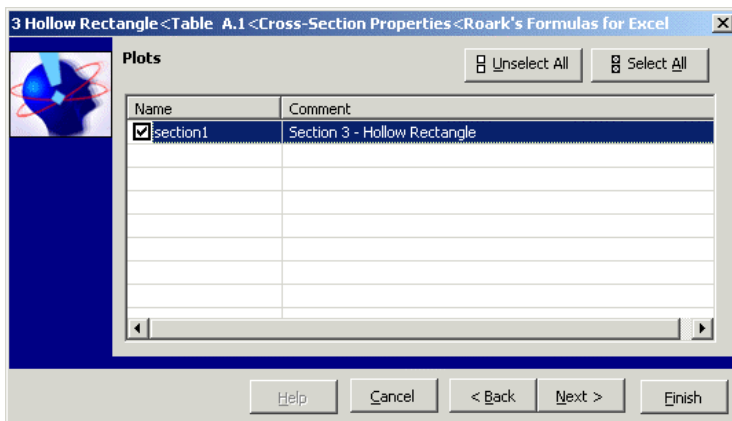 3 Hollow Rectangle<Table A.1<Cross-Section Properties<Roark's Formulas for Excel
Plots
Unselect All
Select All
Name Comment
section1 Section 3 - Hollow Rectangle
Help Cancel < Back Next > Finish